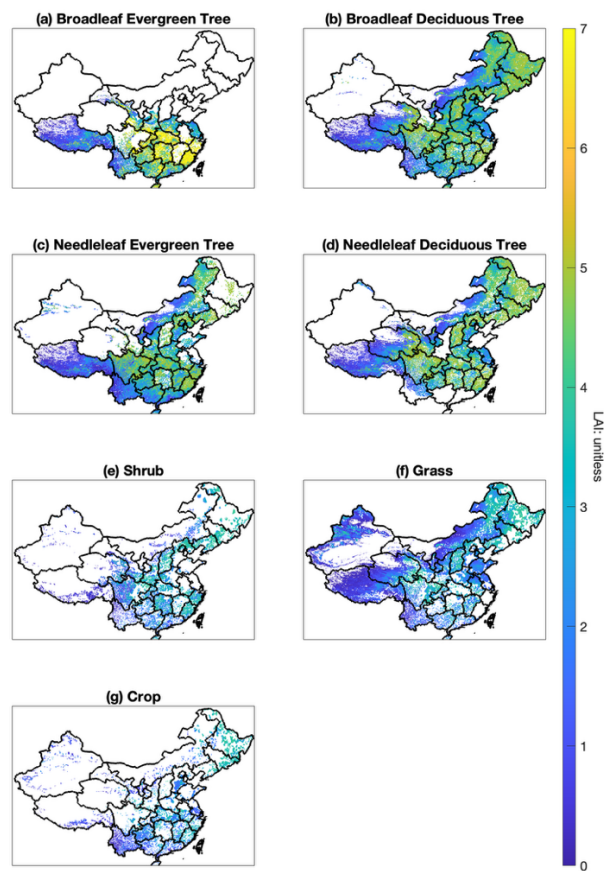 (a) Broadleaf Evergreen Tree
(b) Broadleaf Deciduous Tree
(c) Needleleaf Evergreen Tree
(d) Needleleaf Deciduous Tree
(e) Shrub
(f) Grass
(g) Crop
7
6
5
4
3
2
1
0
LAI: unitless